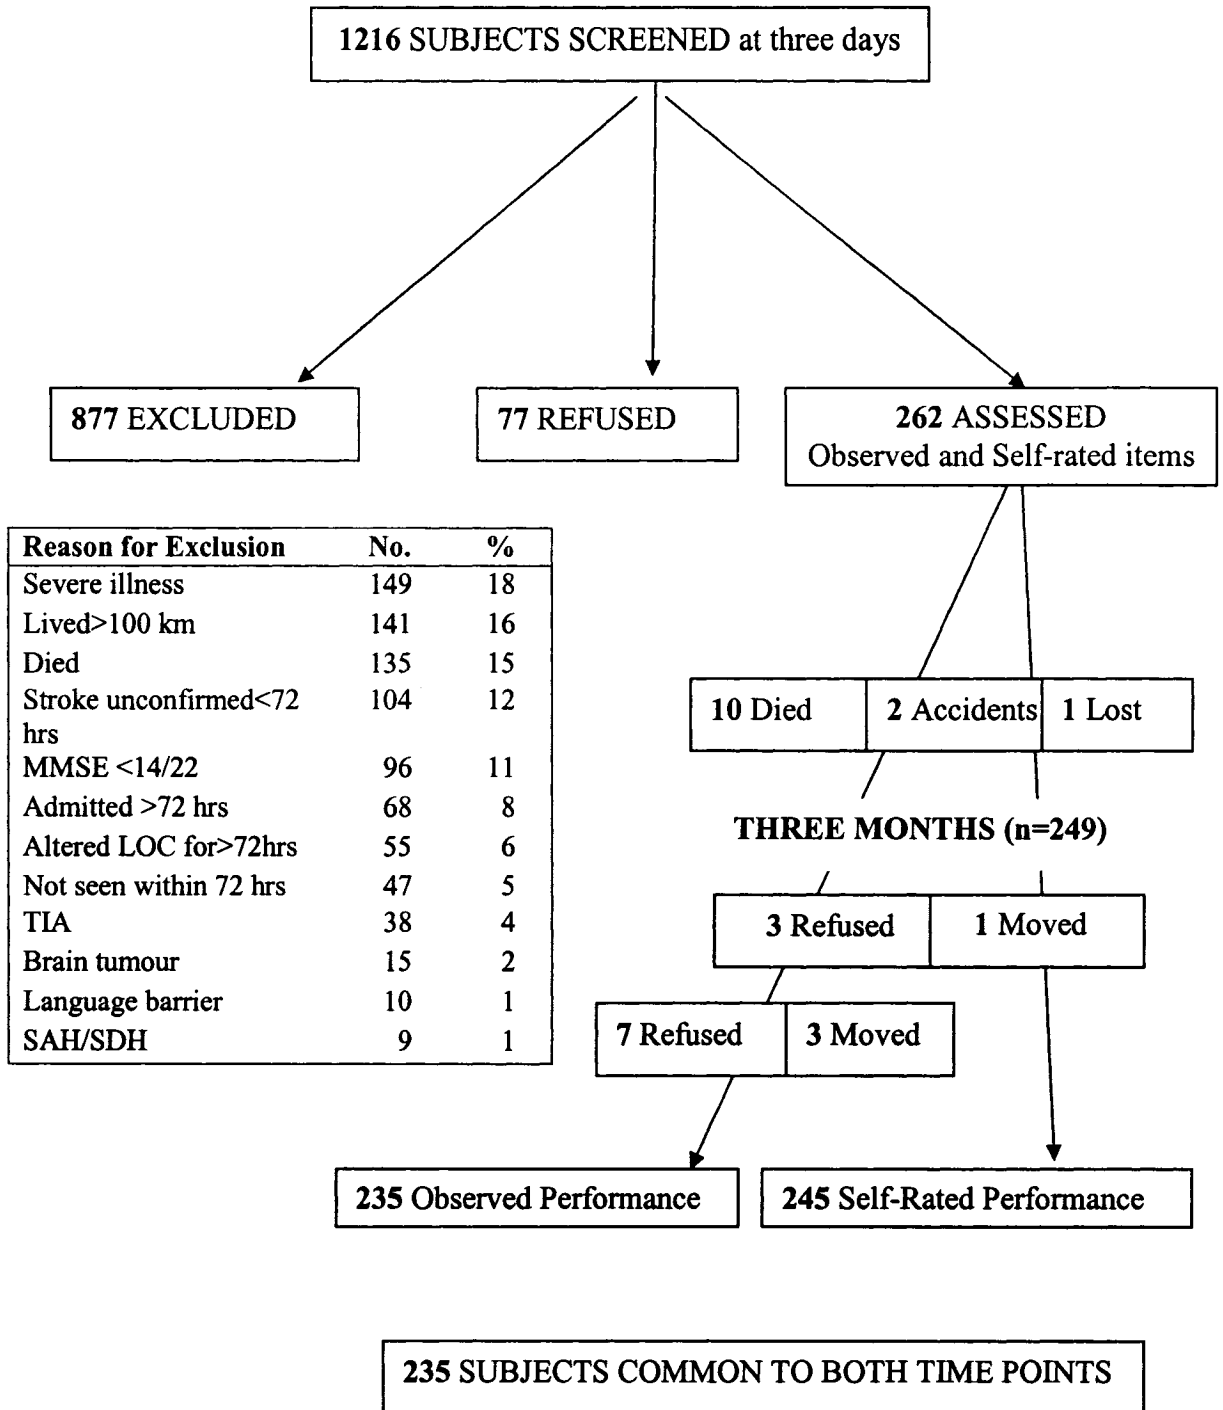 1216 SUBJECTS SCREENED at three days
877 EXCLUDED
77 REFUSED
262 ASSESSED
Observed and Self-rated items
Reason for Exclusion No. %
Severe illness 149 18
Lived>100 km 141 16
Died 135 15
Stroke unconfirmed<72 104 12
hrs
MMSE <14/22 96 11
Admitted >72 hrs 68 8
Altered LOC for>72hrs 55 6
Not seen within 72 hrs 47 5
TIA 38 4
Brain tumour 15 2
Language barrier 10 1
SAH/SDH 9 1
10 Died 2 Accidents 1 Lost
THREE MONTHS (n=249)
3 Refused 1 Moved
7 Refused 3 Moved
235 Observed Performance
245 Self-Rated Performance
235 SUBJECTS COMMON TO BOTH TIME POINTS